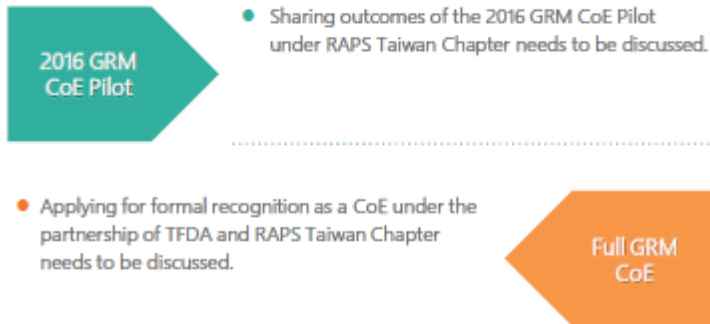 2016 GRM
CoE Pilot
● Sharing outcomes of the 2016 GRM CoE Pilot
under RAPS Taiwan Chapter needs to be discussed.
● Applying for formal recognition as a CoE under the
partnership of TFDA and RAPS Taiwan Chapter
needs to be discussed.
Full GRM
CoE